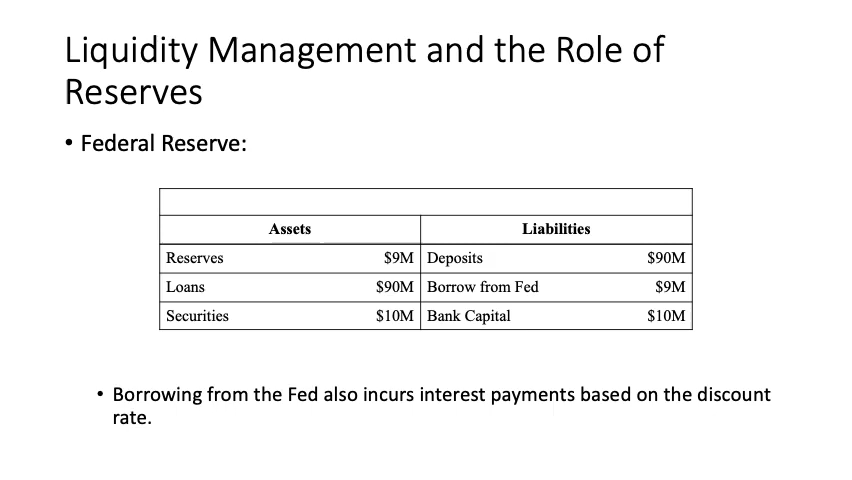 Liquidity Management and the Role of
Reserves
• Federal Reserve:
Assets Liabilities
Reserves $9M Deposits $90M
Loans $90M Borrow from Fed $9M
Securities $10M Bank Capital $10M
• Borrowing from the Fed also incurs interest payments based on the discount
rate.